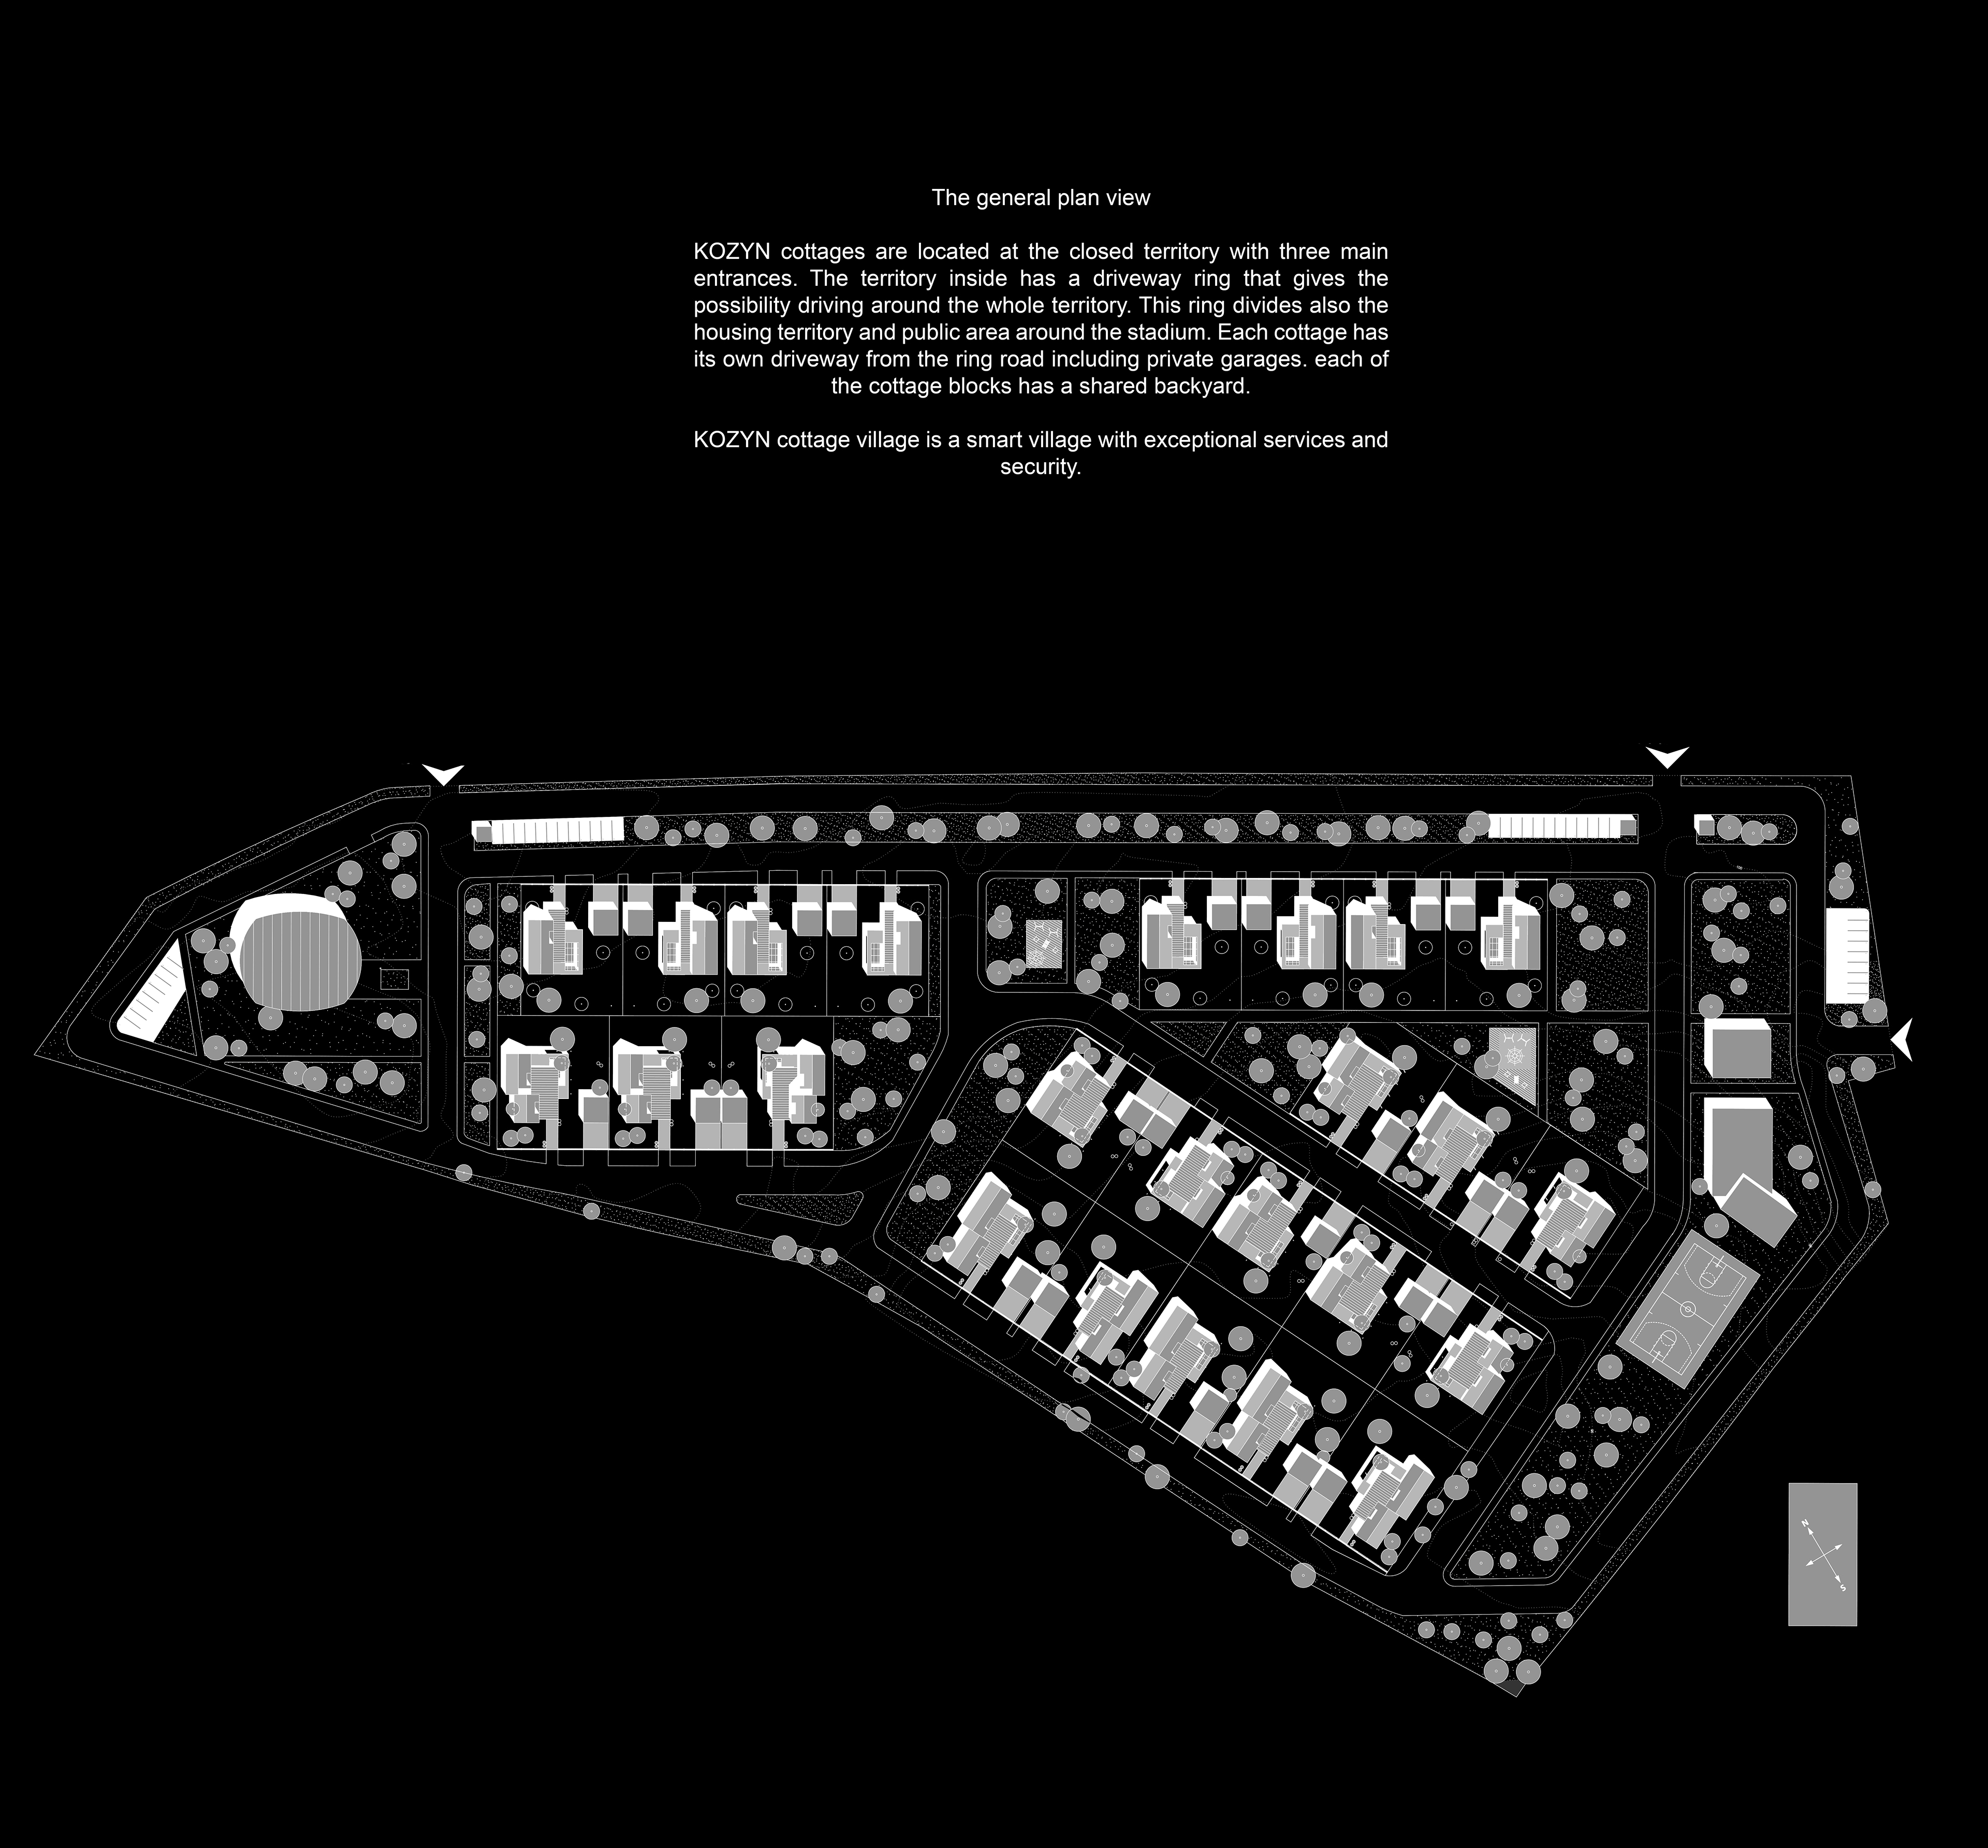 The general plan view
KOZYN cottages are located at the closed territory with three main
entrances. The territory inside has a driveway ring that gives the
possibility driving around the whole territory. This ring divides also the
housing territory and public area around the stadium. Each cottage has
its own driveway from the ring road including private garages. each of
the cottage blocks has a shared backyard.
KOZYN cottage village is a smart village with exceptional services and
security.
N
S